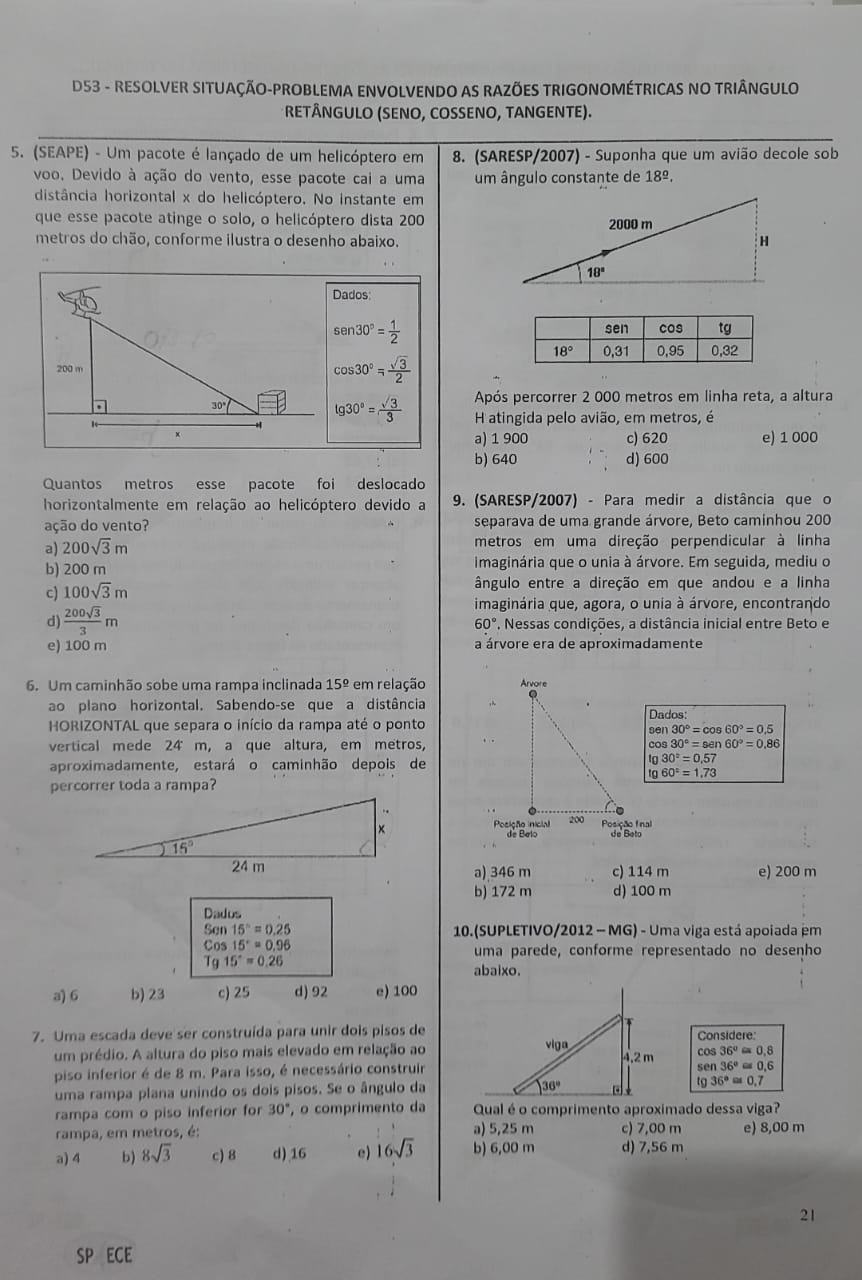 D53 - RESOLVER SITUAÇÃO-PROBLEMA ENVOLVENDO AS RAZÕES TRIGONOMÉTRICAS NO TRIÂNGULO
RETÂNGULO (SENO, COSSENO, TANGENTE).
5. (SEAPE) - Um pacote é lançado de um helicóptero em
voo. Devido à ação do vento, esse pacote cai a uma
distância horizontal x do helicóptero. No instante em
que esse pacote atinge o solo, o helicóptero dista 200
metros do chão, conforme ilustra o desenho abaixo.
Dados:
sen30° = 1/2
cos30° = √3/2
tg30° = √3/3
200 m
30°
x
Quantos metros esse pacote foi deslocado
horizontalmente em relação ao helicóptero devido a
ação do vento?
a) 200√3 m
b) 200 m
c) 100√3 m
d) 200√3/3 m
e) 100 m
6. Um caminhão sobe uma rampa inclinada 15º em relação
ao plano horizontal. Sabendo-se que a distância
HORIZONTAL que separa o início da rampa até o ponto
vertical mede 24 m, a que altura, em metros,
aproximadamente, estará o caminhão depois de
percorrer toda a rampa?
15°
x
24 m
Dados
Sen 15° = 0,25
Cos 15° = 0,96
Tg 15° = 0,26
a) 6 b) 23 c) 25 d) 92 e) 100
7. Uma escada deve ser construída para unir dois pisos de
um prédio. A altura do piso mais elevado em relação ao
piso inferior é de 8 m. Para isso, é necessário construir
uma rampa plana unindo os dois pisos. Se o ângulo da
rampa com o piso inferior for 30°, o comprimento da
rampa, em metros, é:
a) 4 b) 8√3 c) 8 d) 16 e) 16√3
8. (SARESP/2007) - Suponha que um avião decole sob
um ângulo constante de 18º.
2000 m
H
18°
sen cos tg
18° 0,31 0,95 0,32
Após percorrer 2 000 metros em linha reta, a altura
H atingida pelo avião, em metros, é
a) 1 900 c) 620 e) 1 000
b) 640 d) 600
9. (SARESP/2007) - Para medir a distância que o
separava de uma grande árvore, Beto caminhou 200
metros em uma direção perpendicular à linha
imaginária que o unia à árvore. Em seguida, mediu o
ângulo entre a direção em que andou e a linha
imaginária que, agora, o unia à árvore, encontrando
60°. Nessas condições, a distância inicial entre Beto e
a árvore era de aproximadamente
Árvore
Dados:
sen 30° = cos 60° = 0,5
cos 30° = sen 60° = 0,86
tg 30° = 0,57
tg 60° = 1,73
Posição inicial 200 Posição final
de Beto de Beto
a) 346 m c) 114 m e) 200 m
b) 172 m d) 100 m
10.(SUPLETIVO/2012 – MG) - Uma viga está apoiada em
uma parede, conforme representado no desenho
abaixo.
viga
4,2 m
36°
Considere:
cos 36° ≅ 0,8
sen 36° ≅ 0,6
tg 36° ≅ 0,7
Qual é o comprimento aproximado dessa viga?
a) 5,25 m c) 7,00 m e) 8,00 m
b) 6,00 m d) 7,56 m
21
SP ECE